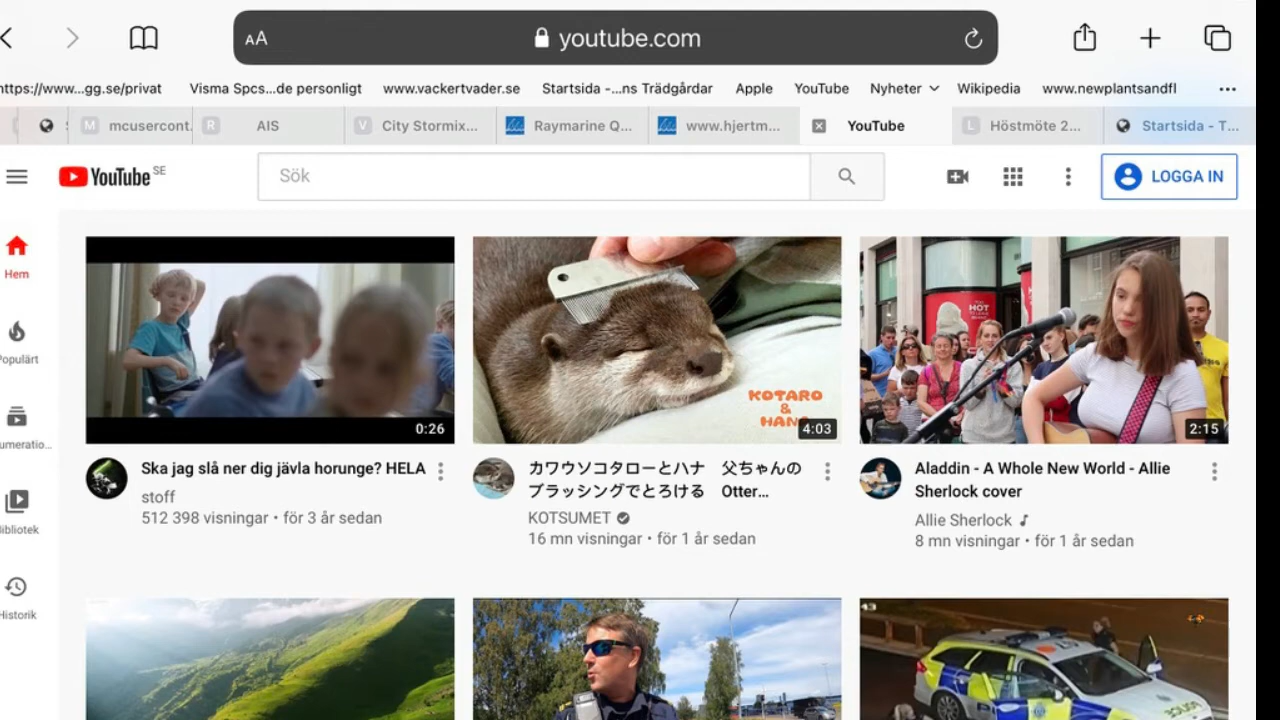 AA
youtube.com
https://www...gg.se/privat
Visma Spcs...de personligt
www.vackertvader.se
Startsida -...ns Trädgårdar
Apple
YouTube
Nyheter
Wikipedia
www.newplantsandfl
M mcusercont.
R AIS
V City Stormix...
Raymarine Q...
www.hjertm...
YouTube
L Höstmöte 2...
Startsida - T...
YouTube SE
Sök
LOGGA IN
Hem
Populärt
umeratio...
Bibliotek
Historik
HOT
0:26
KOTARO
&
HANA
4:03
2:15
Ska jag slå ner dig jävla horunge? HELA
stoff
512 398 visningar • för 3 år sedan
カワウソコタローとハナ 父ちゃんの
ブラッシングでとろける Otter...
KOTSUMET
16 mn visningar • för 1 år sedan
Aladdin - A Whole New World - Allie
Sherlock cover
Allie Sherlock
8 mn visningar • för 1 år sedan